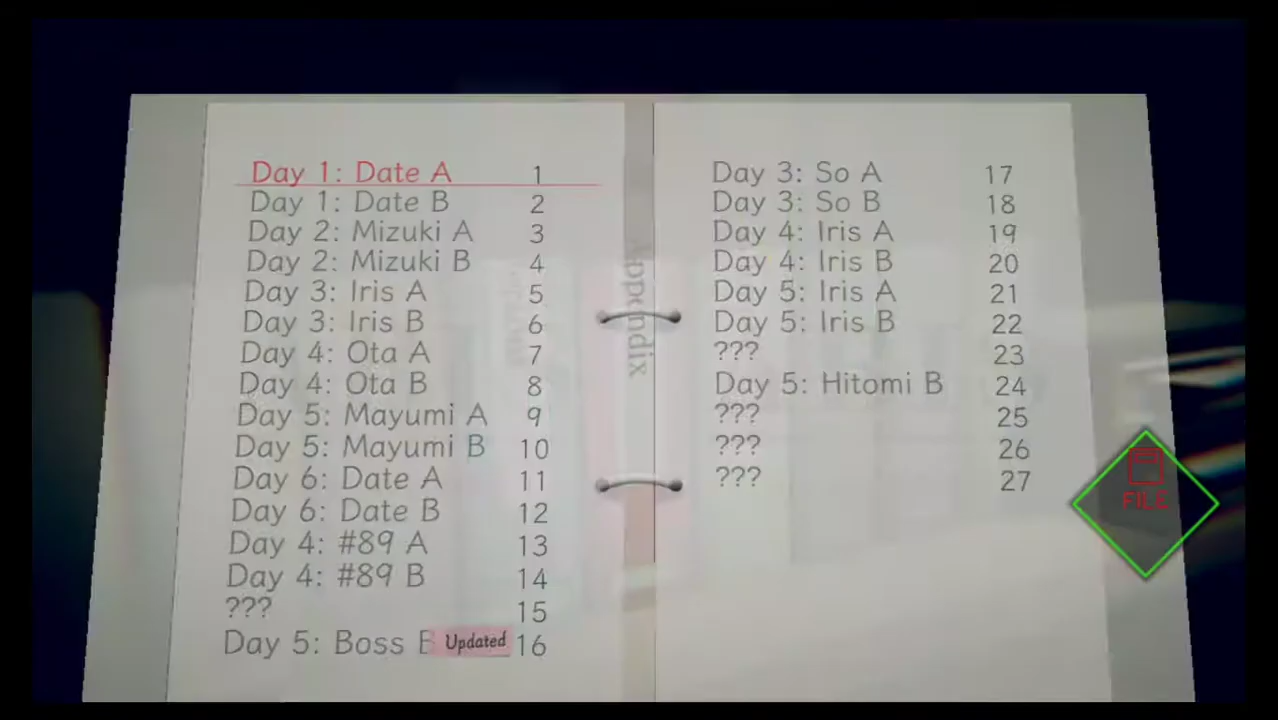 Day 1: Date A 1
Day 1: Date B 2
Day 2: Mizuki A 3
Day 2: Mizuki B 4
Day 3: Iris A 5
Day 3: Iris B 6
Day 4: Ota A 7
Day 4: Ota B 8
Day 5: Mayumi A 9
Day 5: Mayumi B 10
Day 6: Date A 11
Day 6: Date B 12
Day 4: #89 A 13
Day 4: #89 B 14
??? 15
Day 5: Boss B Updated 16
Appendix
Day 3: So A 17
Day 3: So B 18
Day 4: Iris A 19
Day 4: Iris B 20
Day 5: Iris A 21
Day 5: Iris B 22
??? 23
Day 5: Hitomi B 24
??? 25
??? 26
??? 27
FILE